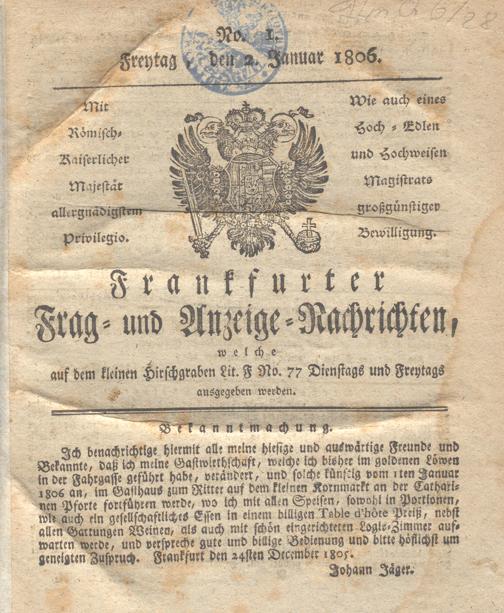 No. 1.
Freytag, den 2. Januar 1806.
Mit
Römisch-
Kaiserlicher
Majestät
allergnädigstem
Privilegio.
Wie auch eines
Hoch-Edlen
und Hochweisen
Magistrats
großgünstiger
Bewilligung.
Frankfurter
Frag- und Anzeige-Nachrichten,
welche
auf dem kleinen Hirschgraben Lit. F No. 77 Dienstags und Freytags
ausgegeben werden.
Bekanntmachung.
Ich benachrichtige hiermit alle meine hiesige und auswärtige Freunde und
Bekannte, daß ich meine Gastwirthschaft, welche ich bisher im goldenen Löwen
in der Fahrgasse geführt habe, verändert, und solche künftig vom 1ten Januar
1806 an, im Gasthaus zum Ritter auf dem kleinen Kornmarkt an der Cathari-
nen Pforte fortführen werde, wo ich mit allen Speisen, sowohl in Portionen,
wie auch ein gesellschaftliches Essen in einem billigen Table d'hôte Preiß, nebst
allen Gattungen Weinen, als auch mit schön eingerichteten Logis-Zimmer auf-
warten werde, und verspreche gute und billige Bedienung und bitte höflichst um
geneigten Zuspruch. Frankfurt den 24sten December 1805.
Johann Jäger.